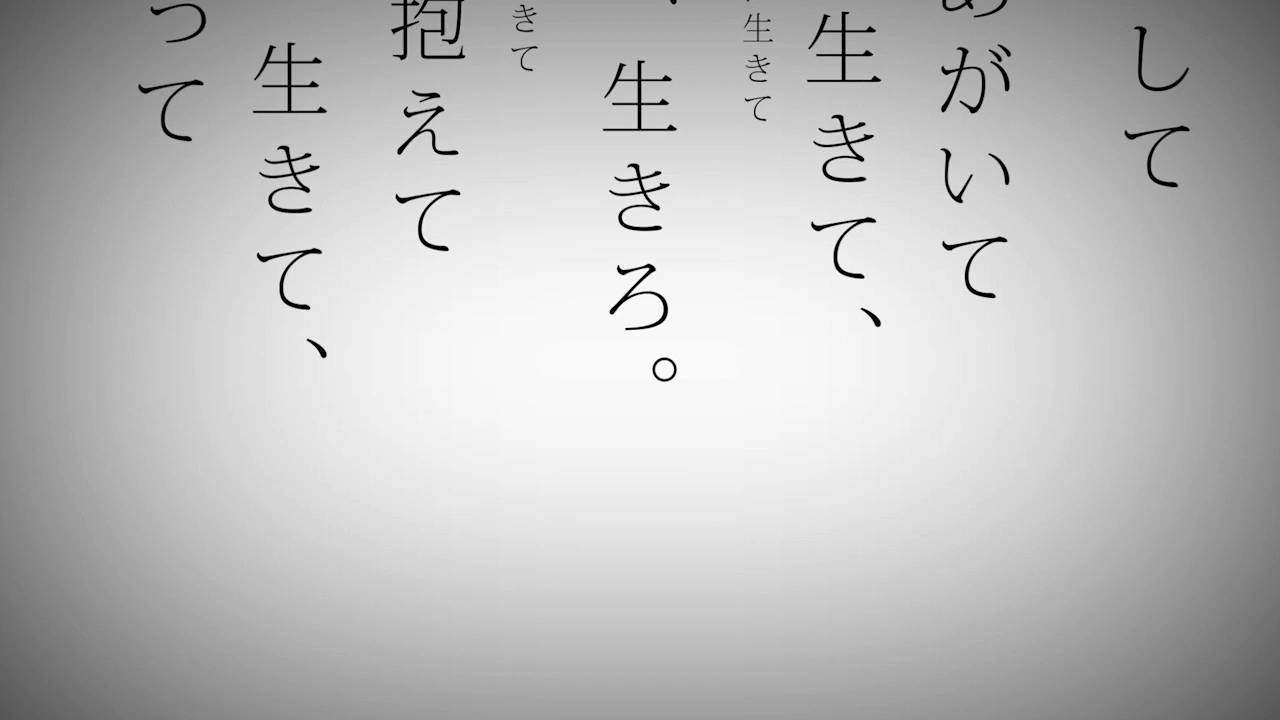 して
あがいて
生きて、
生きて
、生きろ。
きて
抱えて
生きて、
って